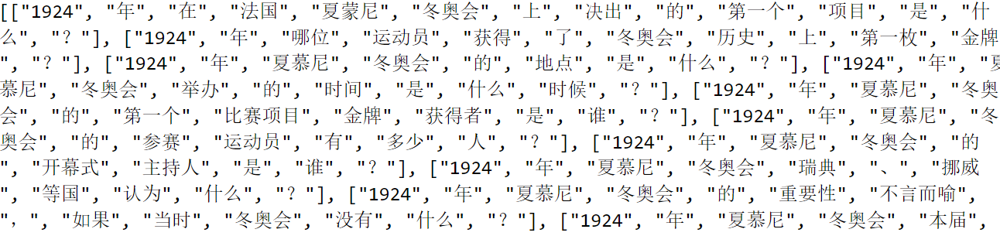 [["1924", "年", "在", "法国", "夏蒙尼", "冬奥会", "上", "决出", "的", "第一个", "项目", "是", "什
么", "？"], ["1924", "年", "哪位", "运动员", "获得", "了", "冬奥会", "历史", "上", "第一枚", "金牌
", "？"], ["1924", "年", "夏慕尼", "冬奥会", "的", "地点", "是", "什么", "？"], ["1924", "年", "夏
慕尼", "冬奥会", "举办", "的", "时间", "是", "什么", "时候", "？"], ["1924", "年", "夏慕尼", "冬奥
会", "的", "第一个", "比赛项目", "金牌", "获得者", "是", "谁", "？"], ["1924", "年", "夏慕尼", "冬
奥会", "的", "参赛", "运动员", "有", "多少", "人", "？"], ["1924", "年", "夏慕尼", "冬奥会", "的
", "开幕式", "主持人", "是", "谁", "？"], ["1924", "年", "夏慕尼", "冬奥会", "瑞典", "、", "挪威
", "等国", "认为", "什么", "？"], ["1924", "年", "夏慕尼", "冬奥会", "的", "重要性", "不言而喻",
"，", "如果", "当时", "冬奥会", "没有", "什么", "？"], ["1924", "年", "夏慕尼", "冬奥会", "本届",